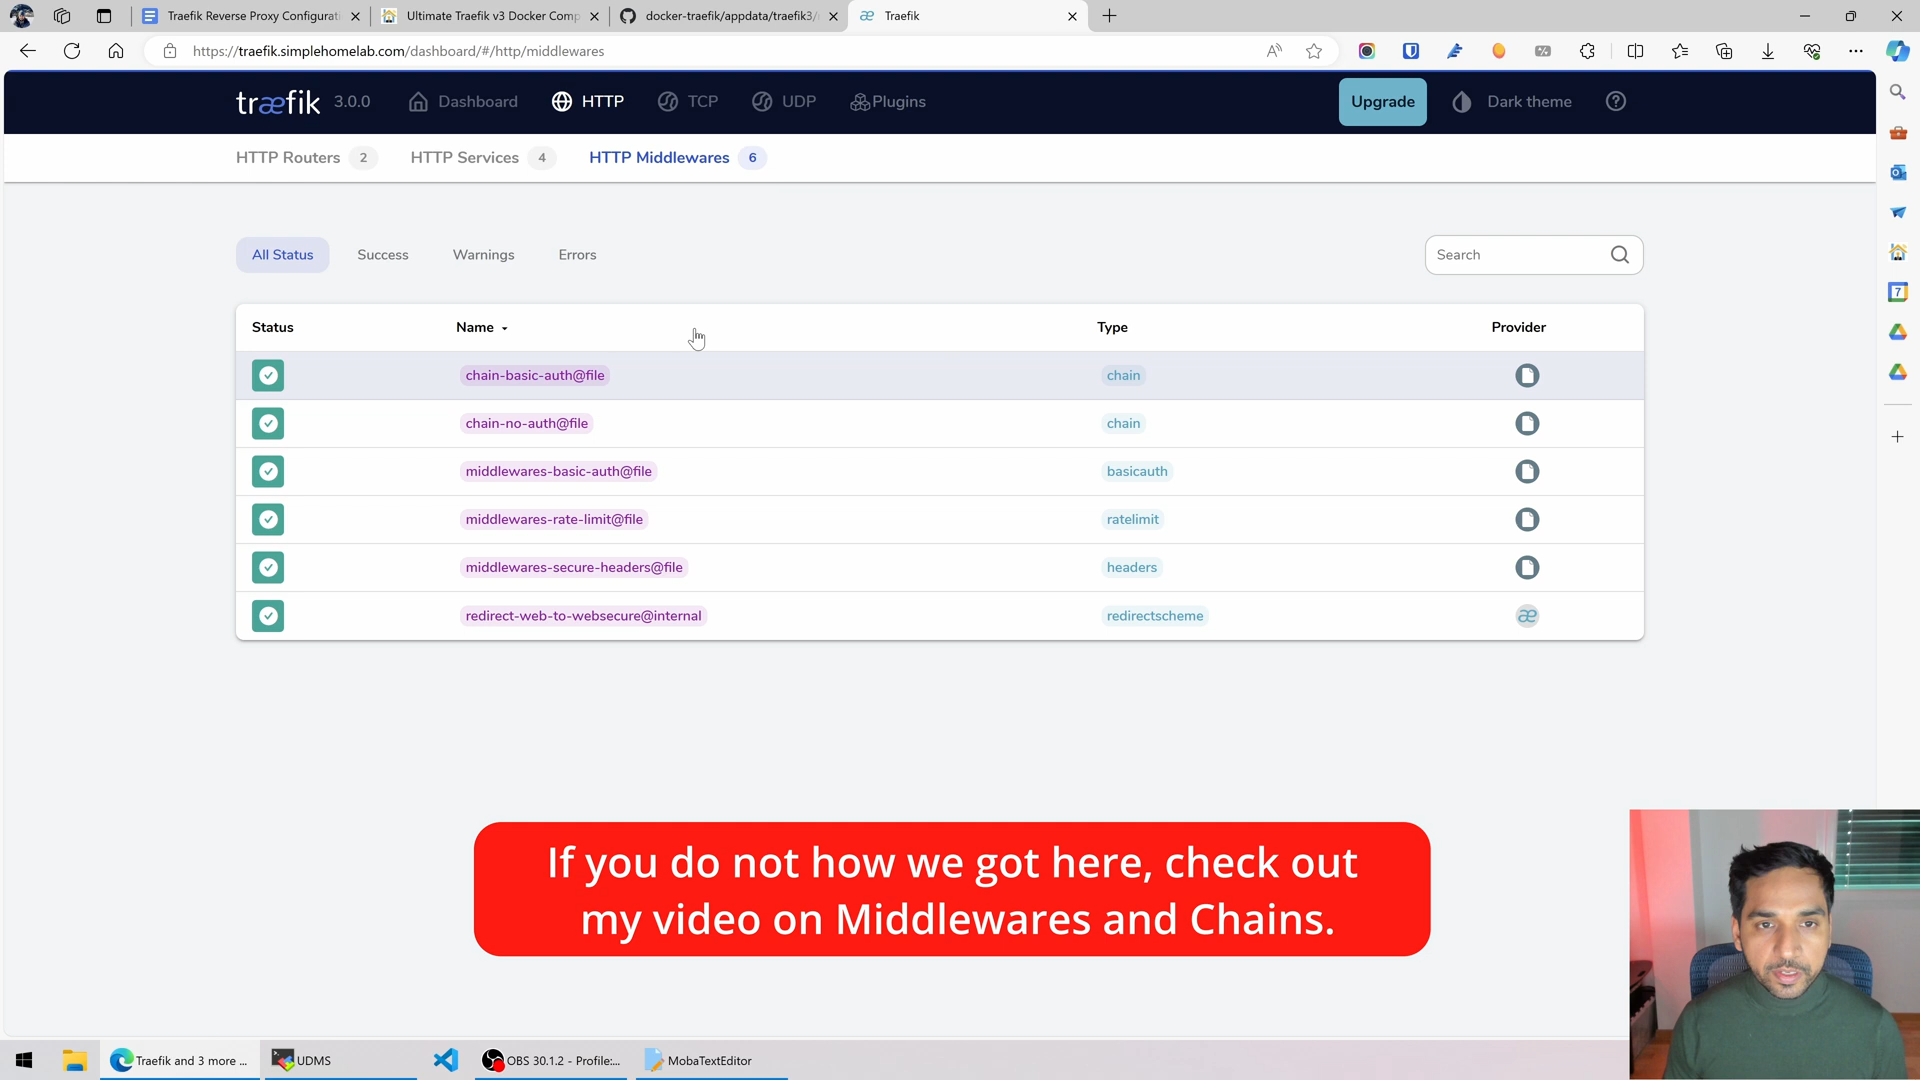 Traefik Reverse Proxy Configurati
Ultimate Traefik v3 Docker Comp
docker-traefik/appdata/traefik3/
Traefik
https://traefik.simplehomelab.com/dashboard/#/http/middlewares
træfik 3.0.0
Dashboard
HTTP
TCP
UDP
Plugins
Upgrade
Dark theme
HTTP Routers 2
HTTP Services 4
HTTP Middlewares 6
All Status
Success
Warnings
Errors
Search
Status Name Type Provider
chain-basic-auth@file chain
chain-no-auth@file chain
middlewares-basic-auth@file basicauth
middlewares-rate-limit@file ratelimit
middlewares-secure-headers@file headers
redirect-web-to-websecure@internal redirectscheme æ
If you do not how we got here, check out
my video on Middlewares and Chains.
7
Traefik and 3 more ...
UDMS
OBS 30.1.2 - Profile:...
MobaTextEditor